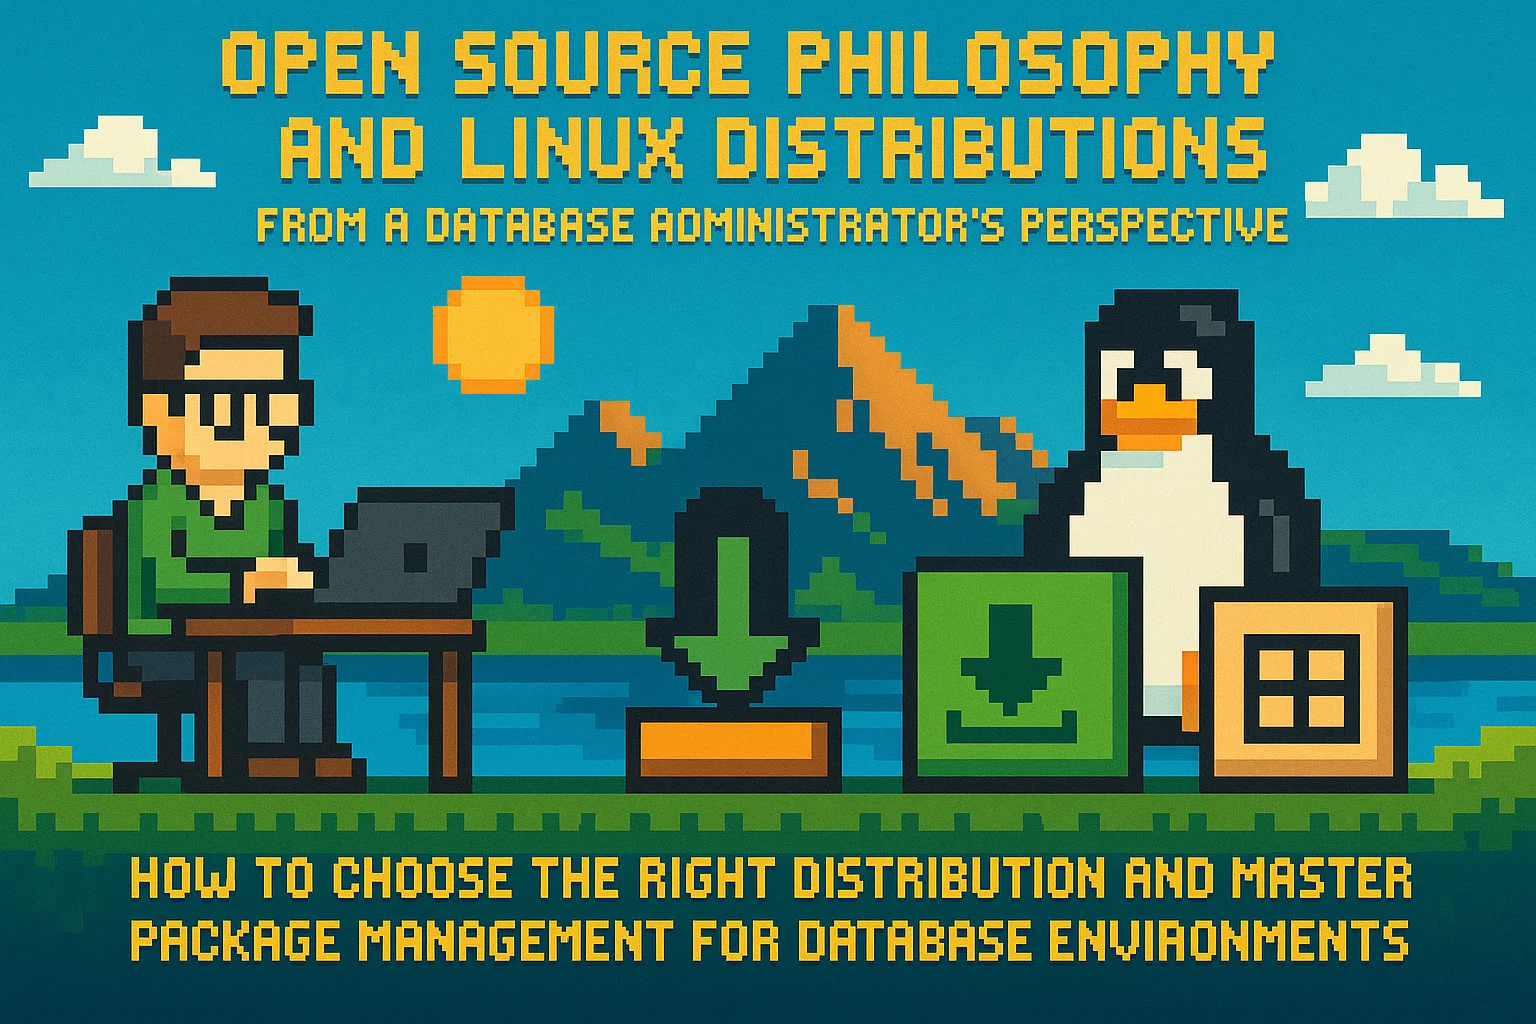 OPEN SOURCE PHILOSOPHY
AND LINUX DISTRIBUTIONS
FROM A DATABASE ADMINISTRATOR'S PERSPECTIVE
HOW TO CHOOSE THE RIGHT DISTRIBUTION AND MASTER
PACKAGE MANAGEMENT FOR DATABASE ENVIRONMENTS